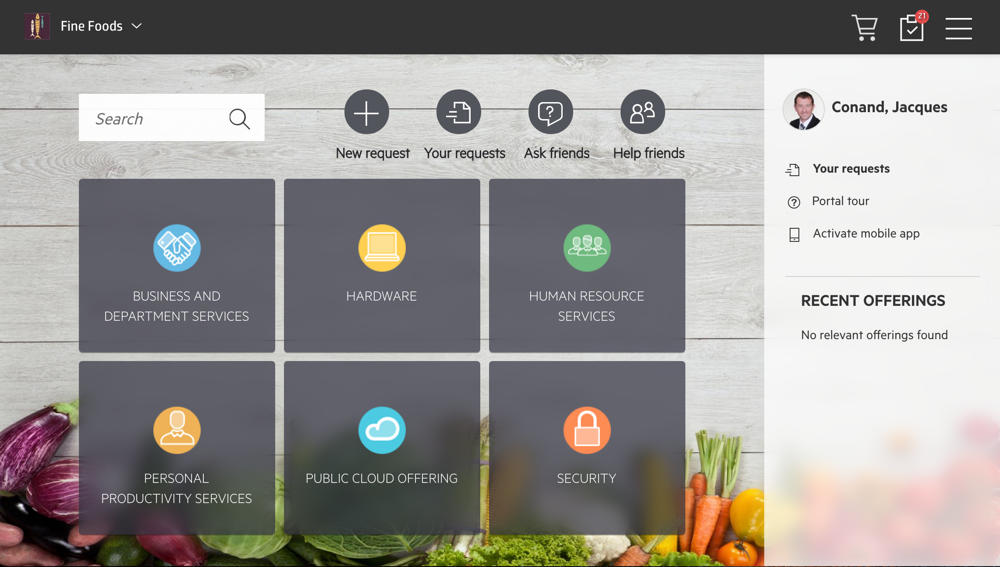 Fine Foods
21
Search
New request
Your requests
Ask friends
Help friends
BUSINESS AND
DEPARTMENT SERVICES
HARDWARE
HUMAN RESOURCE
SERVICES
PERSONAL
PRODUCTIVITY SERVICES
PUBLIC CLOUD OFFERING
SECURITY
Conand, Jacques
Your requests
Portal tour
Activate mobile app
RECENT OFFERINGS
No relevant offerings found